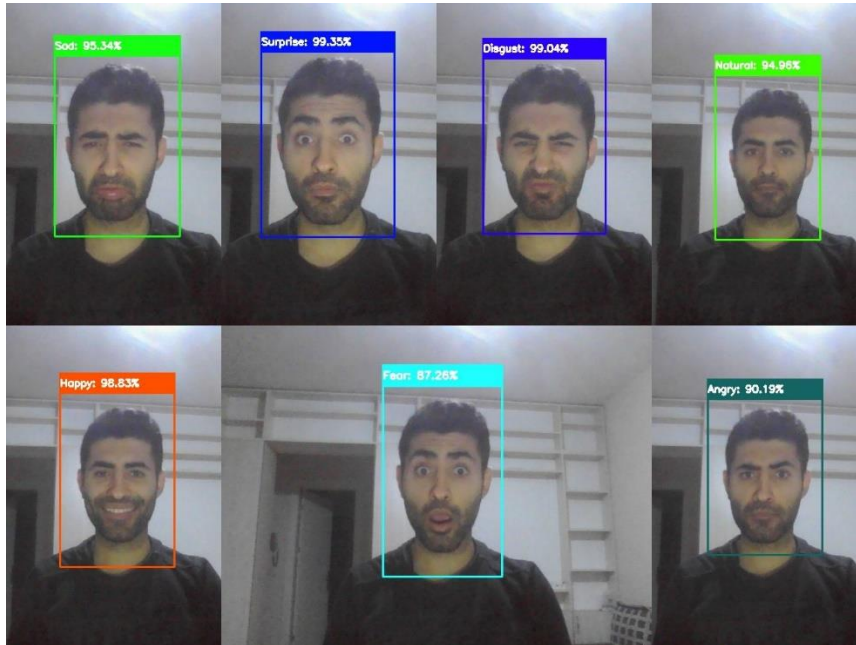 Sad: 95.34%
Surprise: 99.35%
Disgust: 99.04%
Natural: 94.96%
Happy: 98.83%
Fear: 87.26%
Angry: 90.19%